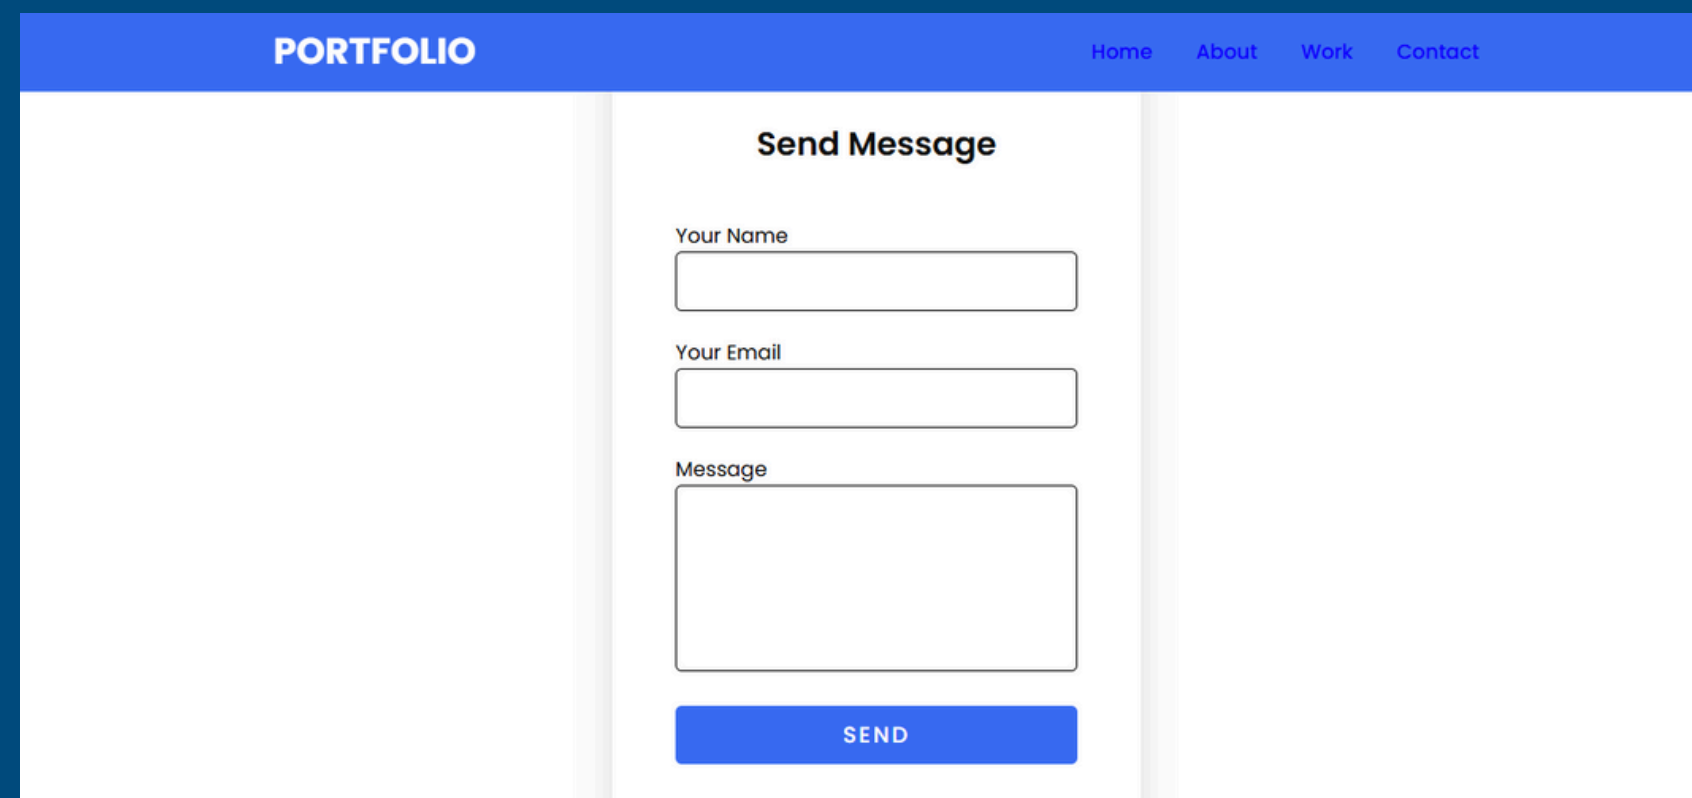 PORTFOLIO Home About Work Contact
Send Message
Your Name
Your Email
Message
SEND